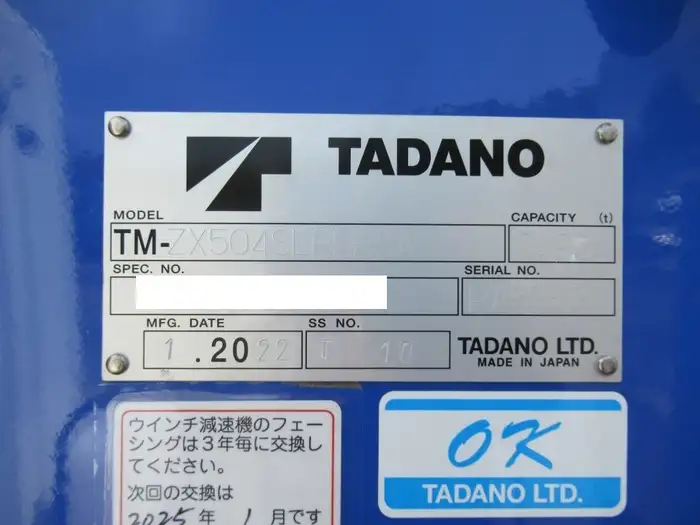 TADANO
MODEL
CAPACITY (t)
TM-ZX504SL
SPEC. NO.
SERIAL NO.
MFG. DATE
SS NO.
1.2022
10
TADANO LTD.
MADE IN JAPAN
ウインチ減速機のフェー
シングは3年毎に交換し
てください。
次回の交換は
2025年 1月です
OK
TADANO LTD.